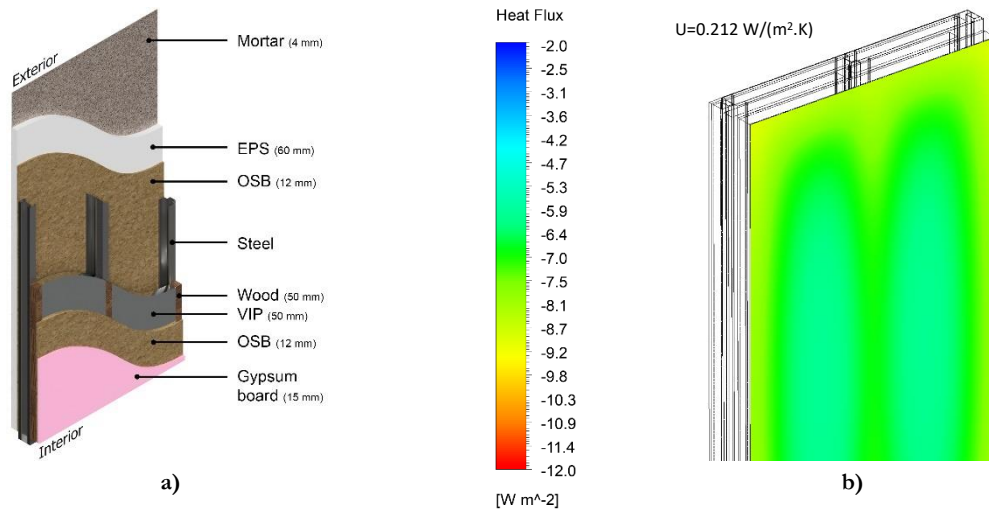 Exterior
Mortar (4 mm)
EPS (60 mm)
OSB (12 mm)
Steel
Wood (50 mm)
VIP (50 mm)
OSB (12 mm)
Gypsum
board (15 mm)
Interior
a)
Heat Flux
-2.0
-2.6
-3.1
-3.7
-4.2
-4.8
-5.3
-5.9
-6.4
-7.0
-7.6
-8.1
-8.7
-9.2
-9.8
-10.3
-10.9
-11.4
-12.0
[W m^-2]
U=0.212 W/(m².K)
b)